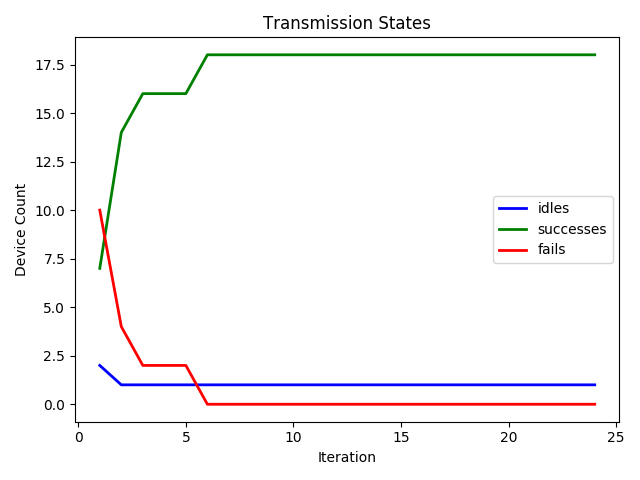 Transmission States
Device Count
17.5
15.0
12.5
10.0
7.5
5.0
2.5
0.0
idles
successes
fails
0 5 10 15 20 25
Iteration